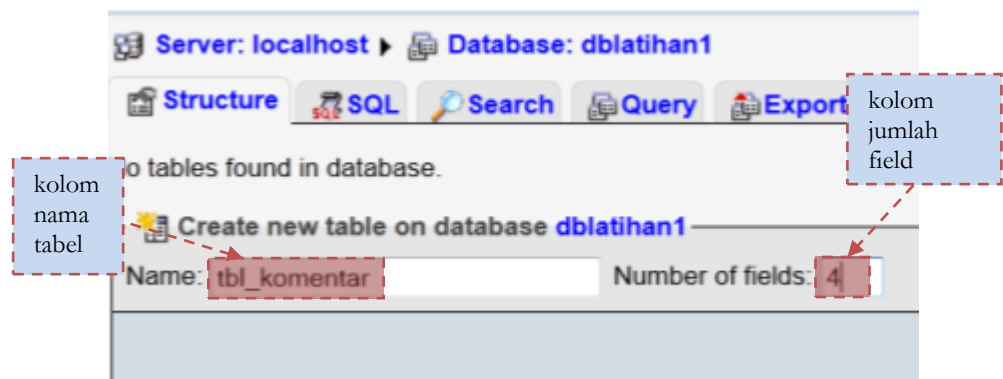 Server: localhost Database: dblatihan1
Structure SQL Search Query Export
kolom
jumlah
field
o tables found in database.
kolom
nama
tabel
Create new table on database dblatihan1
Name: tbl_komentar Number of fields: 4